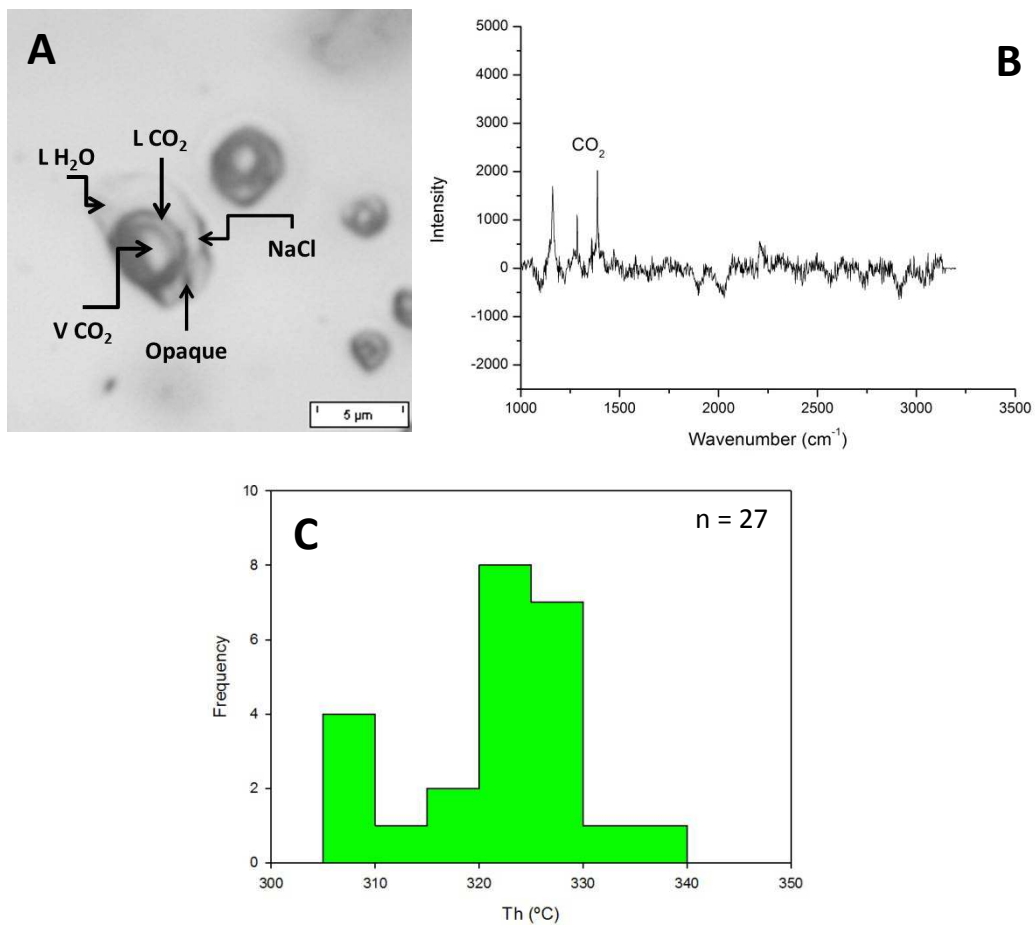 A
L H₂O
L CO₂
NaCl
V CO₂
Opaque
5 µm
B
5000
4000
3000
2000
1000
0
-1000
-2000
Intensity
CO₂
1000
1500
2000
2500
3000
3500
Wavenumber (cm⁻¹)
C
n = 27
10
8
6
4
2
0
Frequency
300
310
320
330
340
350
Th (ºC)